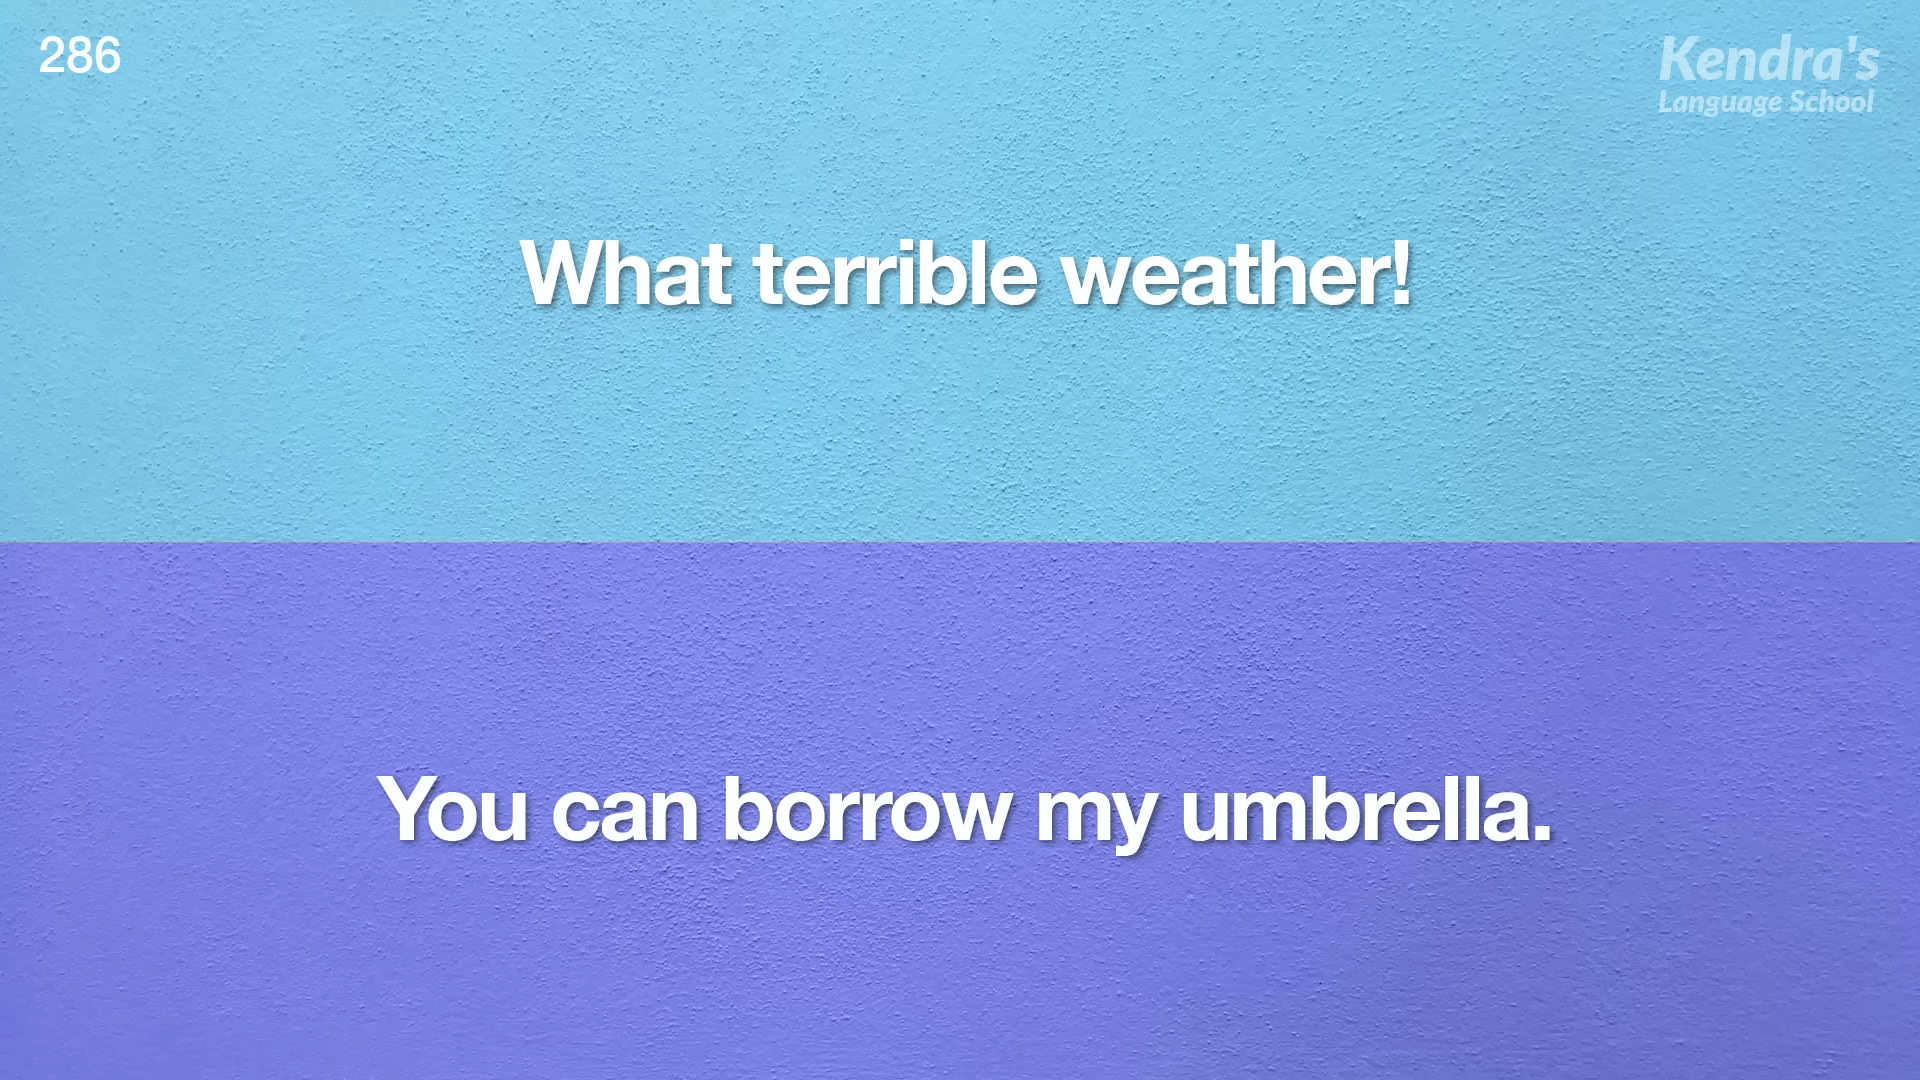 286
Kendra's
Language School
What terrible weather!
You can borrow my umbrella.